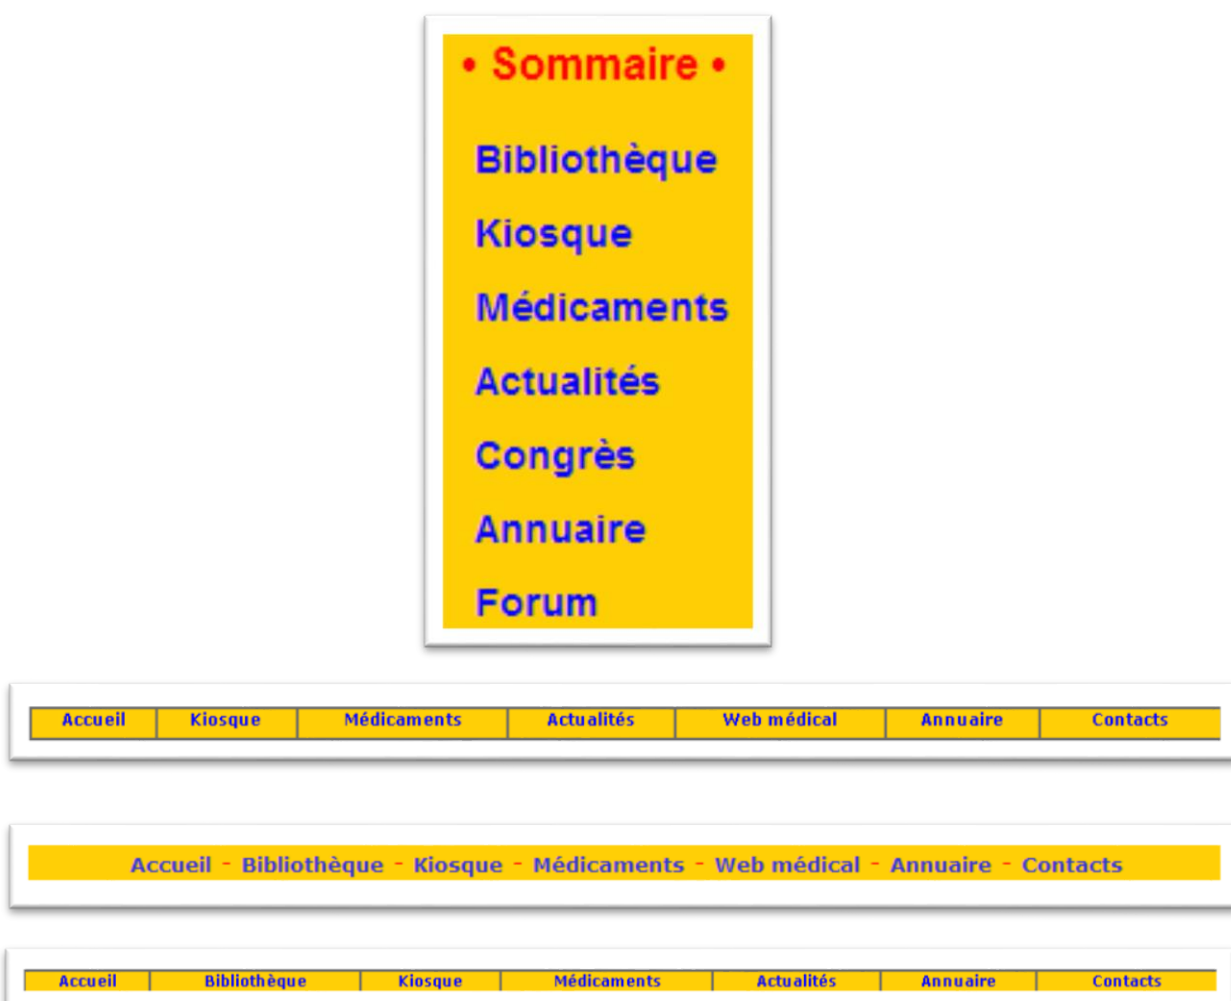 • Sommaire •
Bibliothèque
Kiosque
Médicaments
Actualités
Congrès
Annuaire
Forum
Accueil Kiosque Médicaments Actualités Web médical Annuaire Contacts
Accueil - Bibliothèque - Kiosque - Médicaments - Web médical - Annuaire - Contacts
Accueil Bibliothèque Kiosque Médicaments Actualités Annuaire Contacts